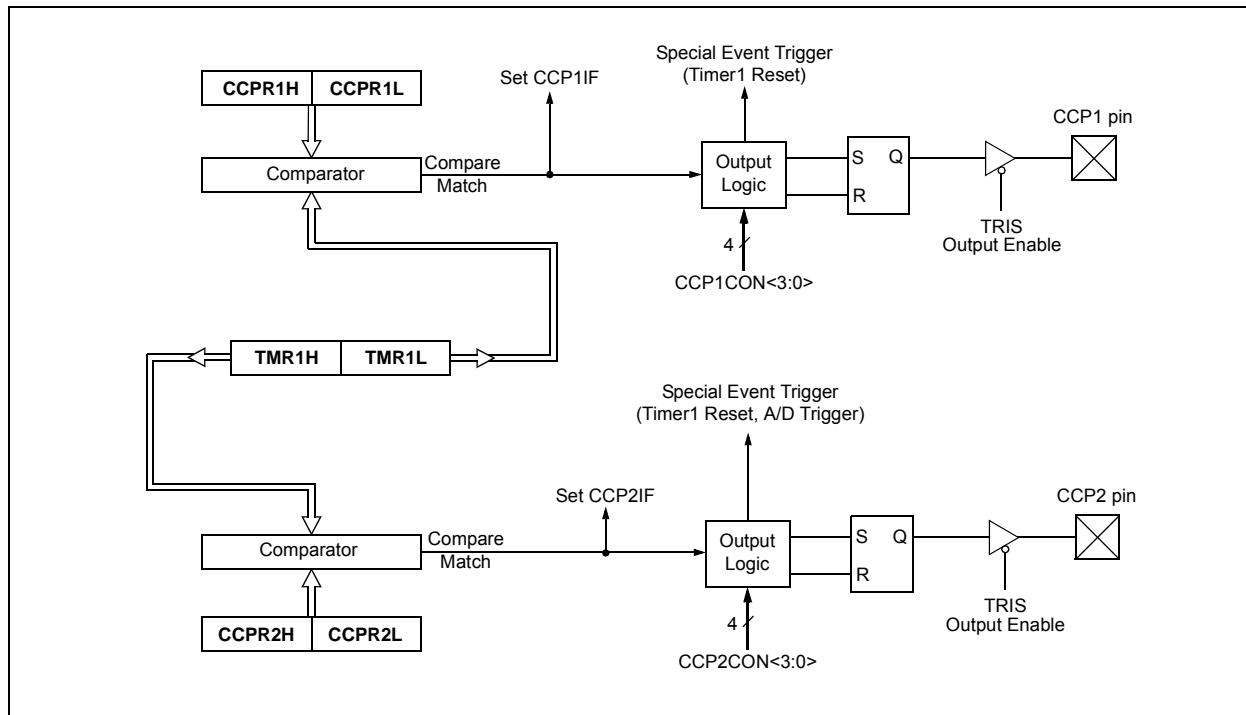 Special Event Trigger
(Timer1 Reset)
Set CCP1IF
CCPR1H CCPR1L
CCP1 pin
Comparator
Compare
Match
Output
Logic
S Q
R
TRIS
Output Enable
4
CCP1CON<3:0>
TMR1H TMR1L
Special Event Trigger
(Timer1 Reset, A/D Trigger)
Set CCP2IF
CCP2 pin
Comparator
Compare
Match
Output
Logic
S Q
R
TRIS
Output Enable
CCPR2H CCPR2L
4
CCP2CON<3:0>